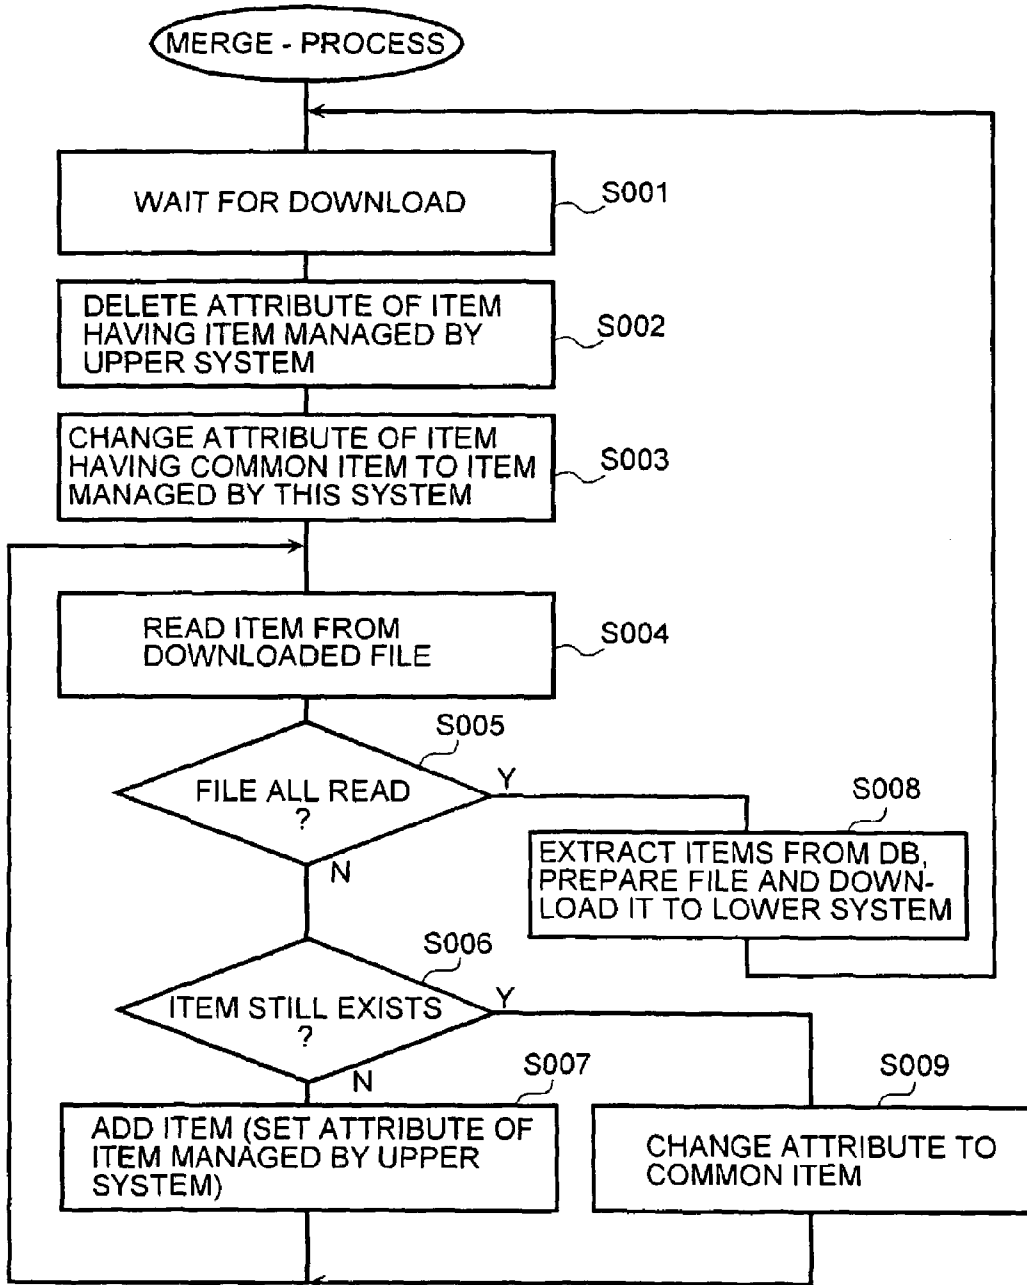 MERGE - PROCESS
WAIT FOR DOWNLOAD
S001
DELETE ATTRIBUTE OF ITEM
HAVING ITEM MANAGED BY
UPPER SYSTEM
S002
CHANGE ATTRIBUTE OF ITEM
HAVING COMMON ITEM TO ITEM
MANAGED BY THIS SYSTEM
S003
READ ITEM FROM
DOWNLOADED FILE
S004
S005
FILE ALL READ
?
Y
N
S008
EXTRACT ITEMS FROM DB,
PREPARE FILE AND DOWN-
LOAD IT TO LOWER SYSTEM
S006
ITEM STILL EXISTS
?
Y
N
S007
ADD ITEM (SET ATTRIBUTE OF
ITEM MANAGED BY UPPER
SYSTEM)
S009
CHANGE ATTRIBUTE TO
COMMON ITEM